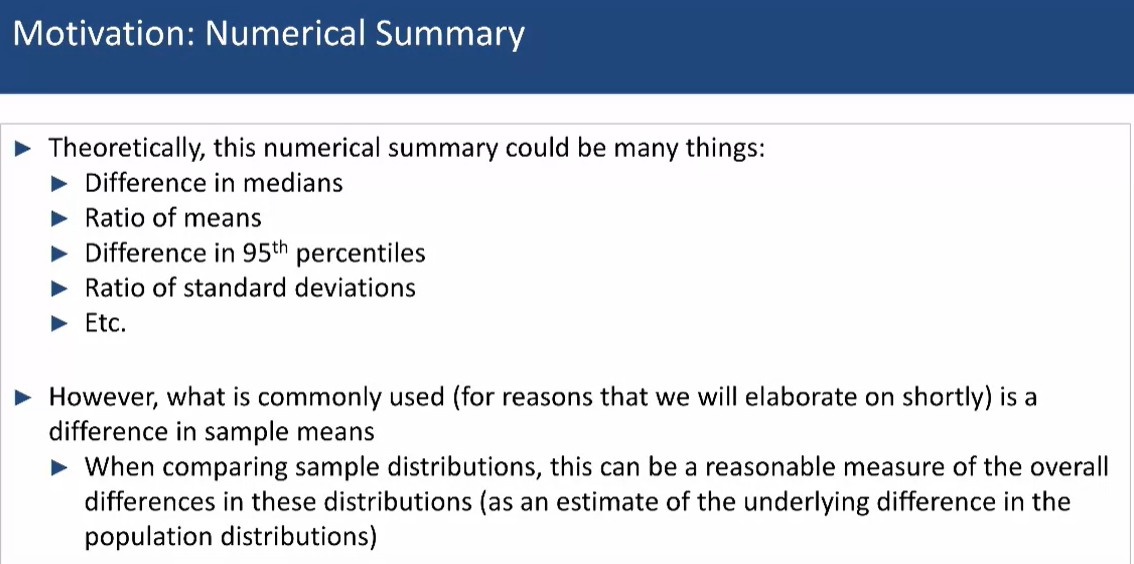 Motivation: Numerical Summary
► Theoretically, this numerical summary could be many things:
► Difference in medians
► Ratio of means
► Difference in 95th percentiles
► Ratio of standard deviations
► Etc.
► However, what is commonly used (for reasons that we will elaborate on shortly) is a
difference in sample means
► When comparing sample distributions, this can be a reasonable measure of the overall
differences in these distributions (as an estimate of the underlying difference in the
population distributions)